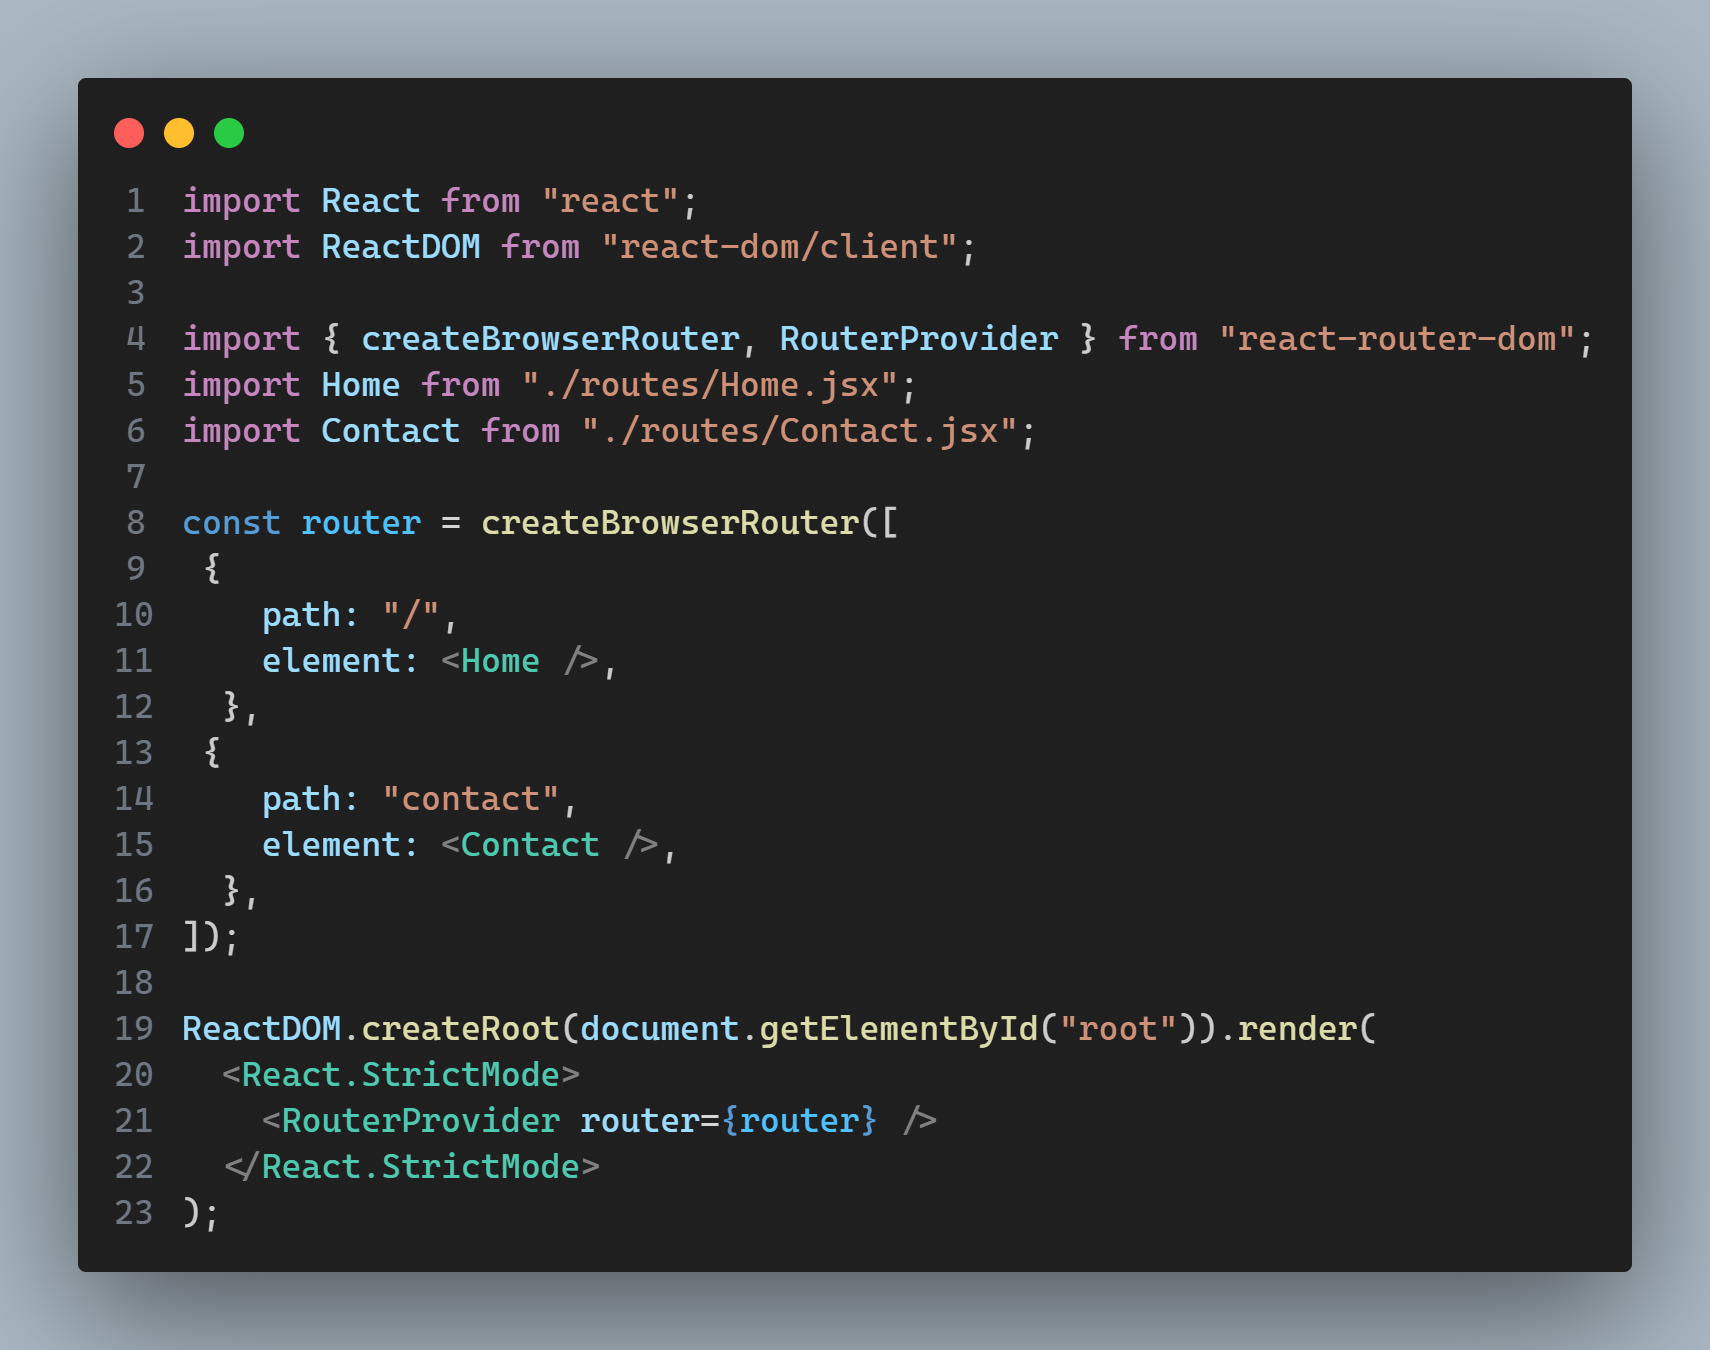 1 import React from "react";
2 import ReactDOM from "react-dom/client";
3
4 import { createBrowserRouter, RouterProvider } from "react-router-dom";
5 import Home from "./routes/Home.jsx";
6 import Contact from "./routes/Contact.jsx";
7
8 const router = createBrowserRouter([
9  {
10     path: "/",
11     element: <Home />,
12   },
13  {
14     path: "contact",
15     element: <Contact />,
16   },
17 ]);
18
19 ReactDOM.createRoot(document.getElementById("root")).render(
20   <React.StrictMode>
21     <RouterProvider router={router} />
22   </React.StrictMode>
23 );